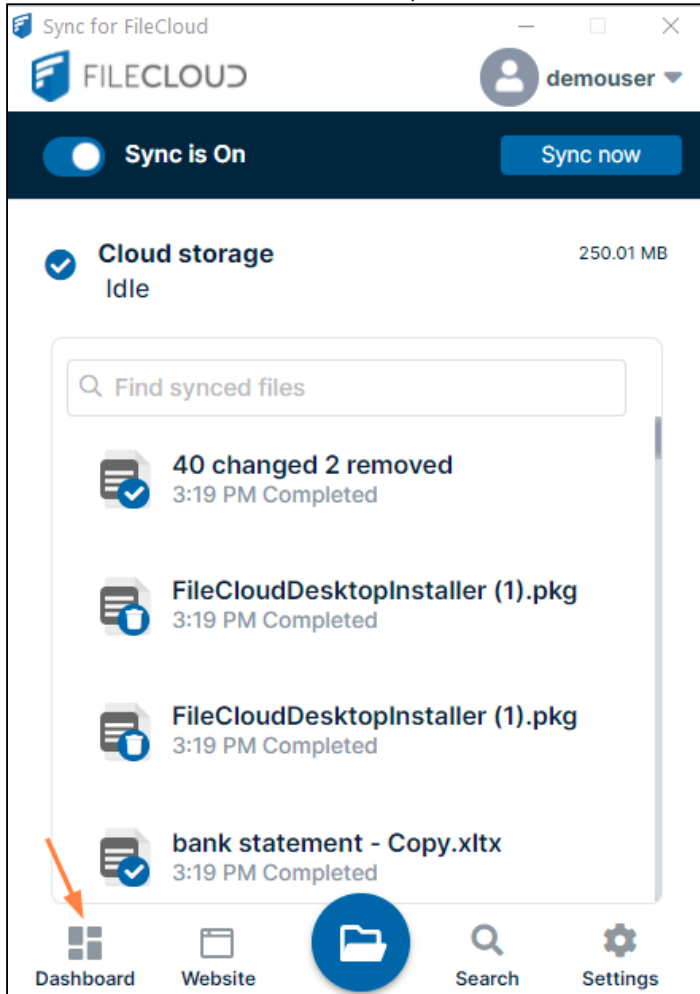 Sync for FileCloud
FILECLOUD
demouser
Sync is On
Sync now
Cloud storage
250.01 MB
Idle
Find synced files
40 changed 2 removed
3:19 PM Completed
FileCloudDesktopInstaller (1).pkg
3:19 PM Completed
FileCloudDesktopInstaller (1).pkg
3:19 PM Completed
bank statement - Copy.xltx
3:19 PM Completed
Dashboard
Website
Search
Settings